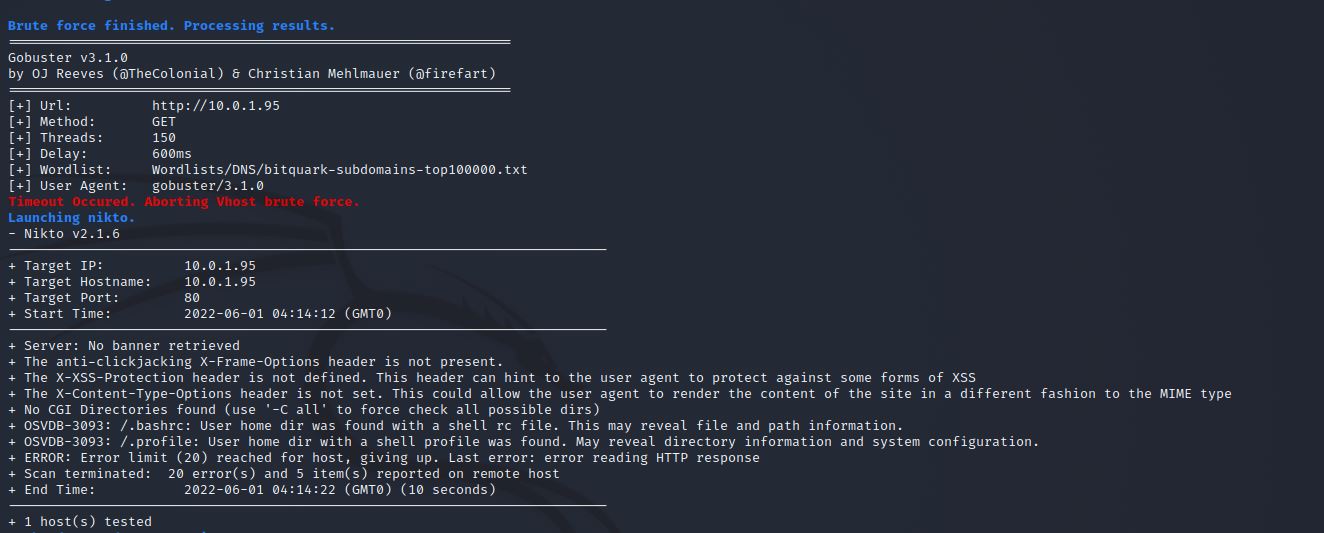 Brute force finished. Processing results.
===============================================================
Gobuster v3.1.0
by OJ Reeves (@TheColonial) & Christian Mehlmauer (@firefart)
===============================================================
[+] Url:          http://10.0.1.95
[+] Method:       GET
[+] Threads:      150
[+] Delay:        600ms
[+] Wordlist:     Wordlists/DNS/bitquark-subdomains-top100000.txt
[+] User Agent:   gobuster/3.1.0
Timeout Occured. Aborting Vhost brute force.
Launching nikto.
- Nikto v2.1.6
---------------------------------------------------------------------------
+ Target IP:          10.0.1.95
+ Target Hostname:    10.0.1.95
+ Target Port:        80
+ Start Time:         2022-06-01 04:14:12 (GMT0)
---------------------------------------------------------------------------
+ Server: No banner retrieved
+ The anti-clickjacking X-Frame-Options header is not present.
+ The X-XSS-Protection header is not defined. This header can hint to the user agent to protect against some forms of XSS
+ The X-Content-Type-Options header is not set. This could allow the user agent to render the content of the site in a different fashion to the MIME type
+ No CGI Directories found (use '-C all' to force check all possible dirs)
+ OSVDB-3093: /.bashrc: User home dir was found with a shell rc file. This may reveal file and path information.
+ OSVDB-3093: /.profile: User home dir with a shell profile was found. May reveal directory information and system configuration.
+ ERROR: Error limit (20) reached for host, giving up. Last error: error reading HTTP response
+ Scan terminated:  20 error(s) and 5 item(s) reported on remote host
+ End Time:           2022-06-01 04:14:22 (GMT0) (10 seconds)
---------------------------------------------------------------------------
+ 1 host(s) tested